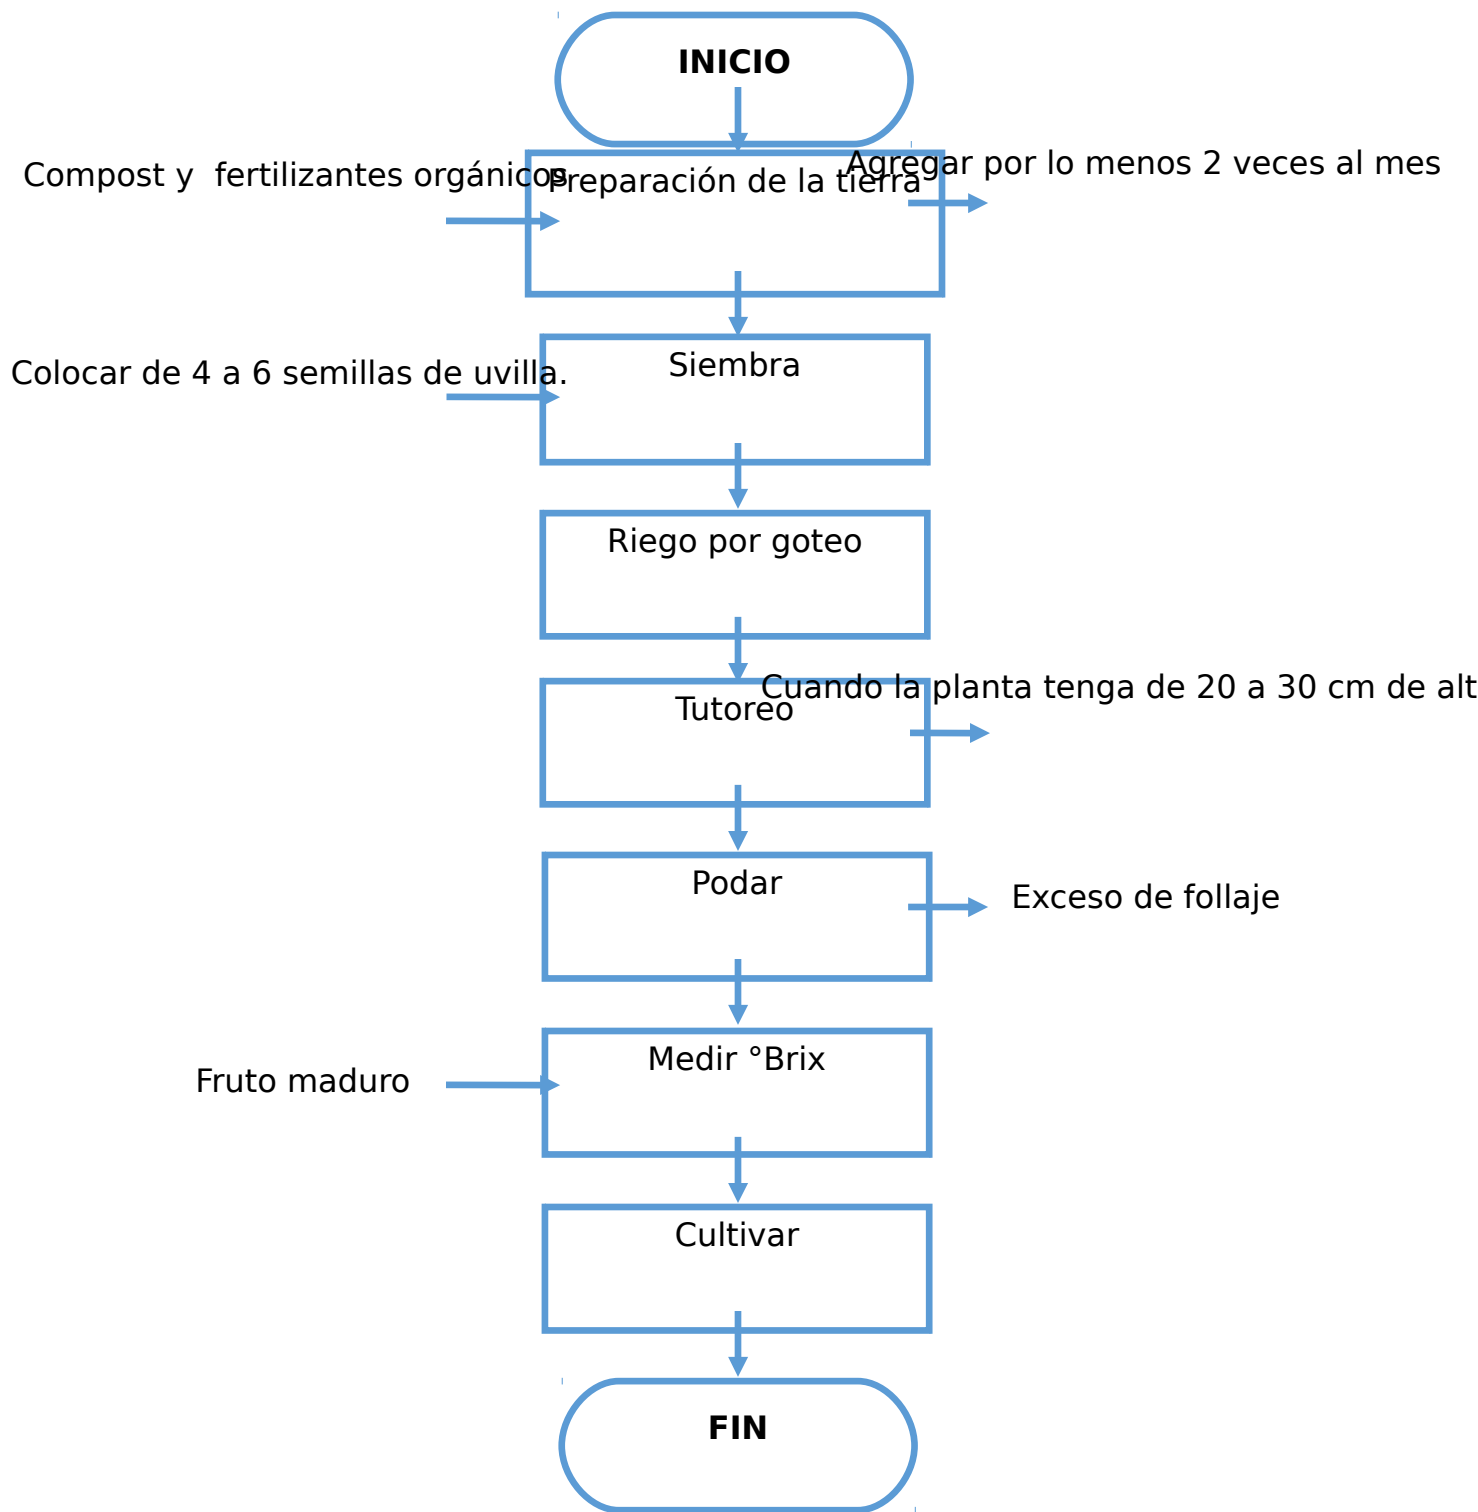 INICIO
Compost y  fertilizantes orgánicos
Preparación de la tierra
Agregar por lo menos 2 veces al mes
Colocar de 4 a 6 semillas de uvilla.
Siembra
Riego por goteo
Tutoreo
Cuando la planta tenga de 20 a 30 cm de alt
Podar
Exceso de follaje
Medir °Brix
Fruto maduro
Cultivar
FIN